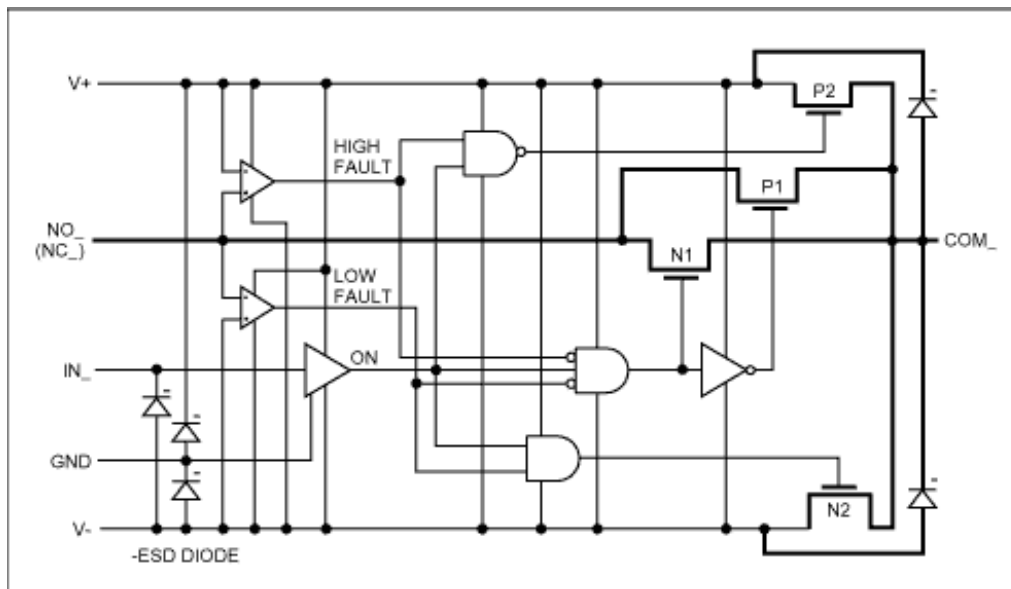 V+
P2
HIGH
FAULT
P1
NO_
(NC_)
COM_
N1
LOW
FAULT
ON
IN_
GND
N2
V-
-ESD DIODE